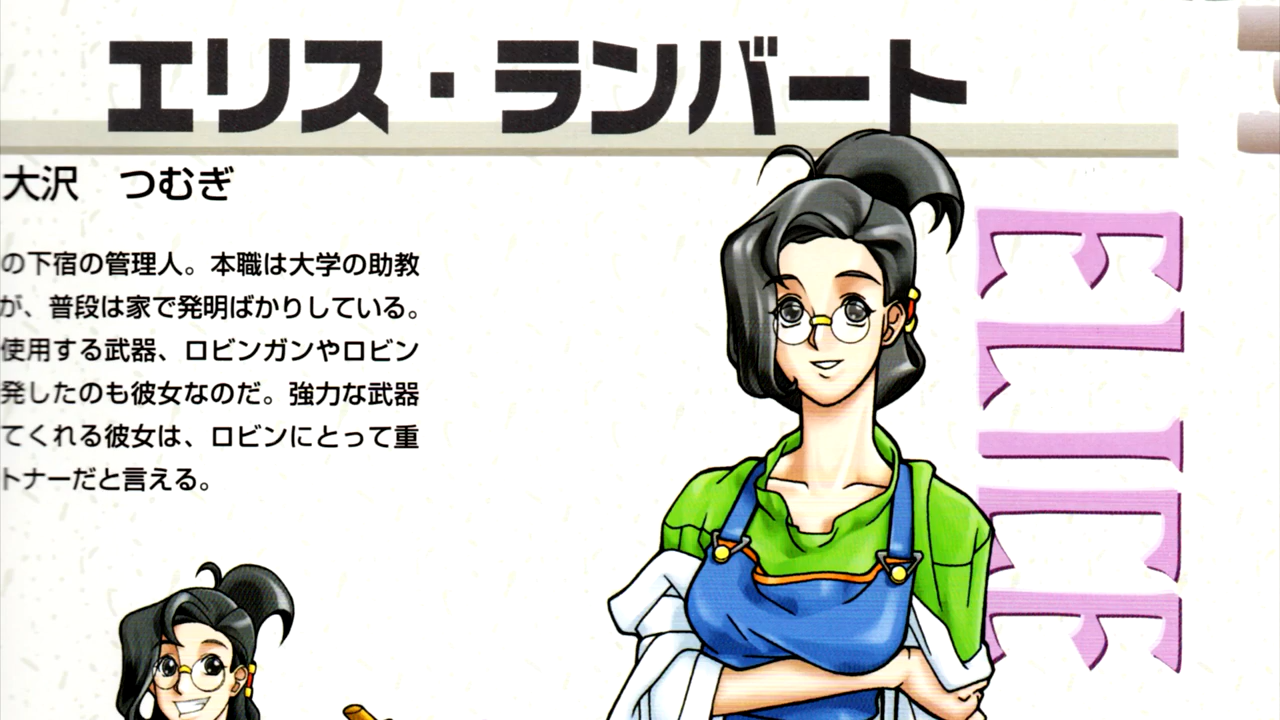 エリス・ランバート
大沢　つむぎ
の下宿の管理人。本職は大学の助教
が、普段は家で発明ばかりしている。
使用する武器、ロビンガンやロビン
発したのも彼女なのだ。強力な武器
てくれる彼女は、ロビンにとって重
トナーだと言える。
ELICE